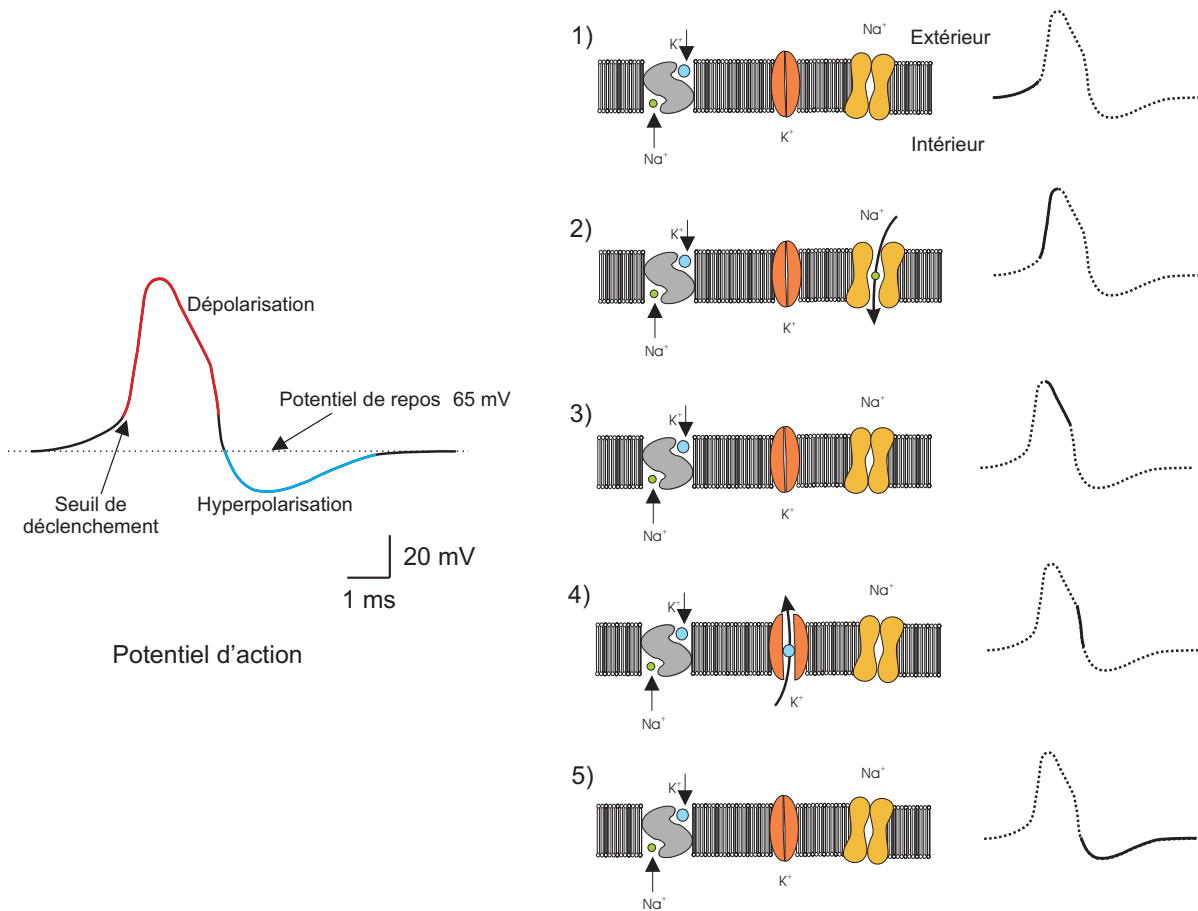 Dépolarisation
Potentiel de repos 65 mV
Seuil de
déclenchement
Hyperpolarisation
20 mV
1 ms
Potentiel d'action
1)
K⁺
Na⁺
Extérieur
Na⁺
K⁺
Intérieur
2)
K⁺
Na⁺
Na⁺
K⁺
3)
K⁺
Na⁺
Na⁺
K⁺
4)
K⁺
Na⁺
Na⁺
K⁺
5)
K⁺
Na⁺
Na⁺
K⁺